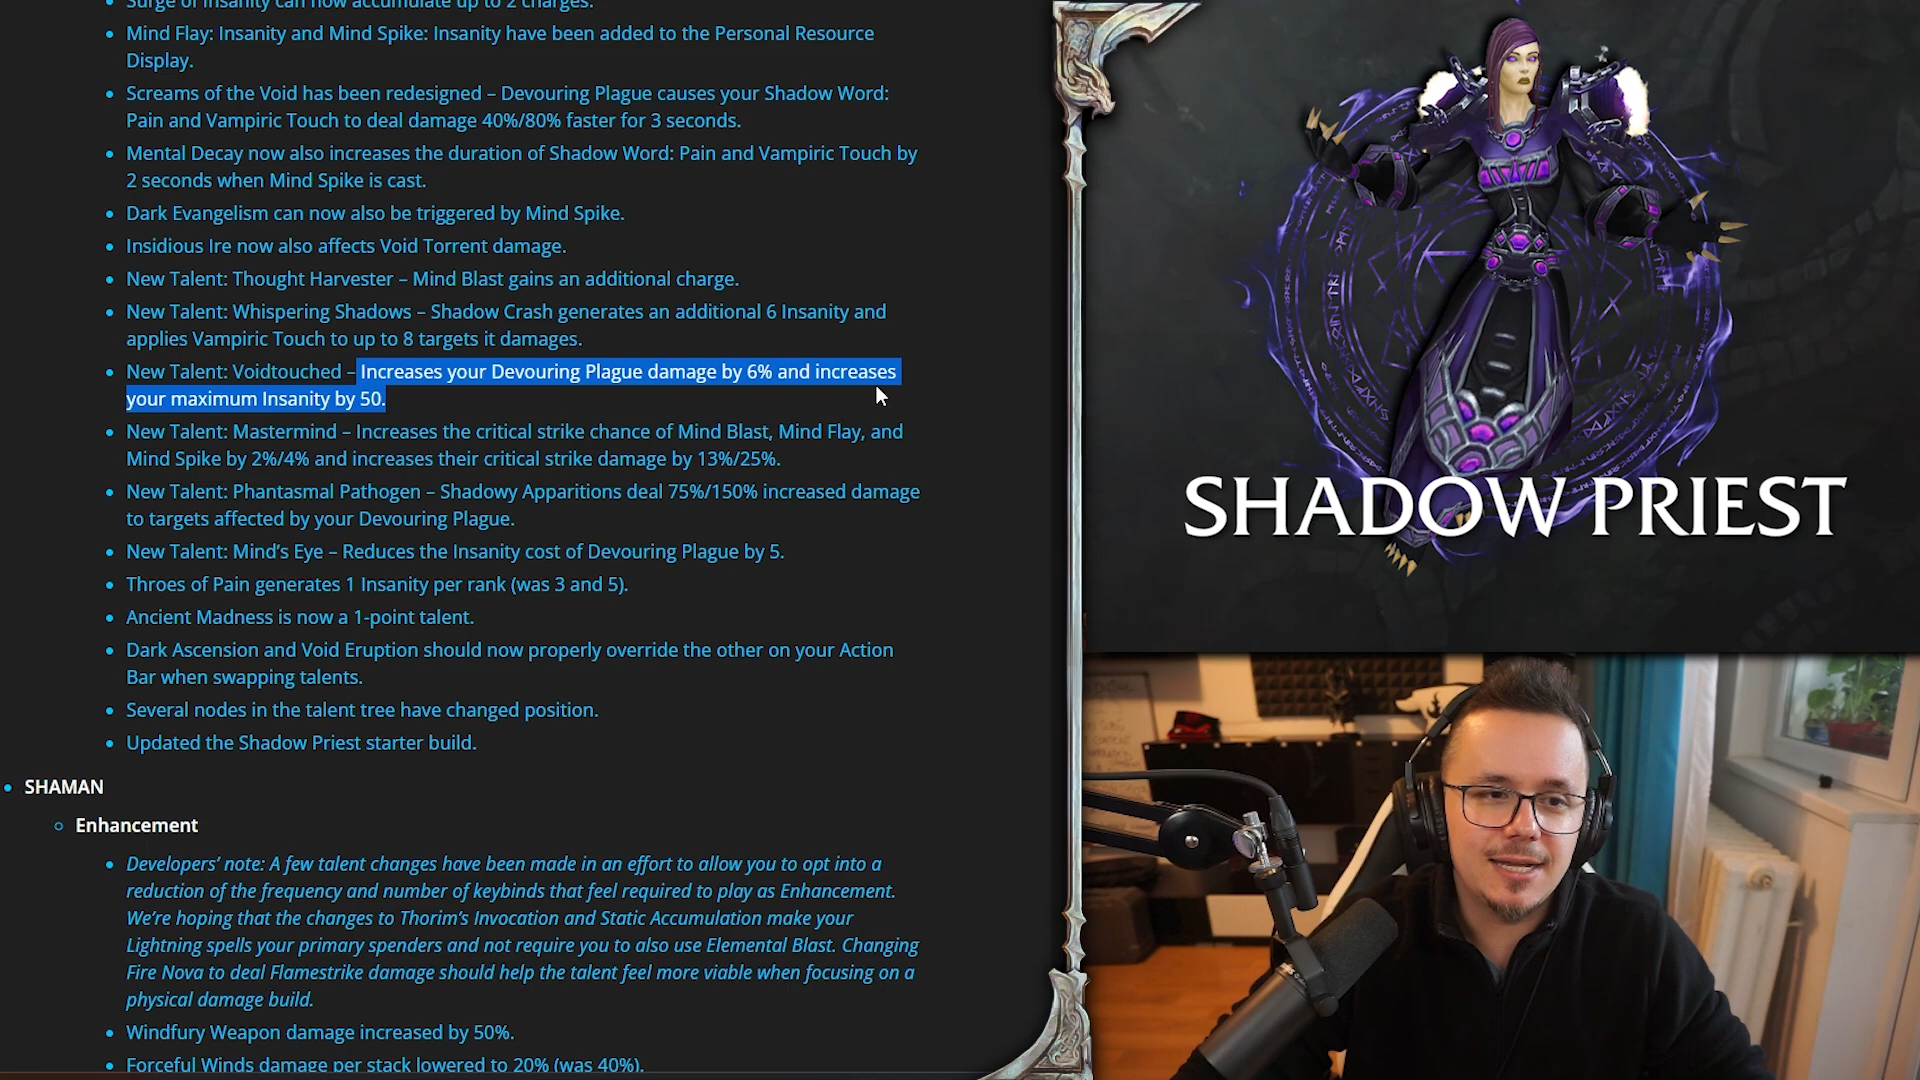 Surge of Insanity can now accumulate up to 2 charges.
Mind Flay: Insanity and Mind Spike: Insanity have been added to the Personal Resource
Display.
Screams of the Void has been redesigned – Devouring Plague causes your Shadow Word:
Pain and Vampiric Touch to deal damage 40%/80% faster for 3 seconds.
Mental Decay now also increases the duration of Shadow Word: Pain and Vampiric Touch by
2 seconds when Mind Spike is cast.
Dark Evangelism can now also be triggered by Mind Spike.
Insidious Ire now also affects Void Torrent damage.
New Talent: Thought Harvester – Mind Blast gains an additional charge.
New Talent: Whispering Shadows – Shadow Crash generates an additional 6 Insanity and
applies Vampiric Touch to up to 8 targets it damages.
New Talent: Voidtouched – Increases your Devouring Plague damage by 6% and increases
your maximum Insanity by 50.
New Talent: Mastermind – Increases the critical strike chance of Mind Blast, Mind Flay, and
Mind Spike by 2%/4% and increases their critical strike damage by 13%/25%.
New Talent: Phantasmal Pathogen – Shadowy Apparitions deal 75%/150% increased damage
to targets affected by your Devouring Plague.
New Talent: Mind's Eye – Reduces the Insanity cost of Devouring Plague by 5.
Throes of Pain generates 1 Insanity per rank (was 3 and 5).
Ancient Madness is now a 1-point talent.
Dark Ascension and Void Eruption should now properly override the other on your Action
Bar when swapping talents.
Several nodes in the talent tree have changed position.
Updated the Shadow Priest starter build.
SHAMAN
Enhancement
Developers' note: A few talent changes have been made in an effort to allow you to opt into a
reduction of the frequency and number of keybinds that feel required to play as Enhancement.
We're hoping that the changes to Thorim's Invocation and Static Accumulation make your
Lightning spells your primary spenders and not require you to also use Elemental Blast. Changing
Fire Nova to deal Flamestrike damage should help the talent feel more viable when focusing on a
physical damage build.
Windfury Weapon damage increased by 50%.
Forceful Winds damage per stack lowered to 20% (was 40%).
SHADOW PRIEST